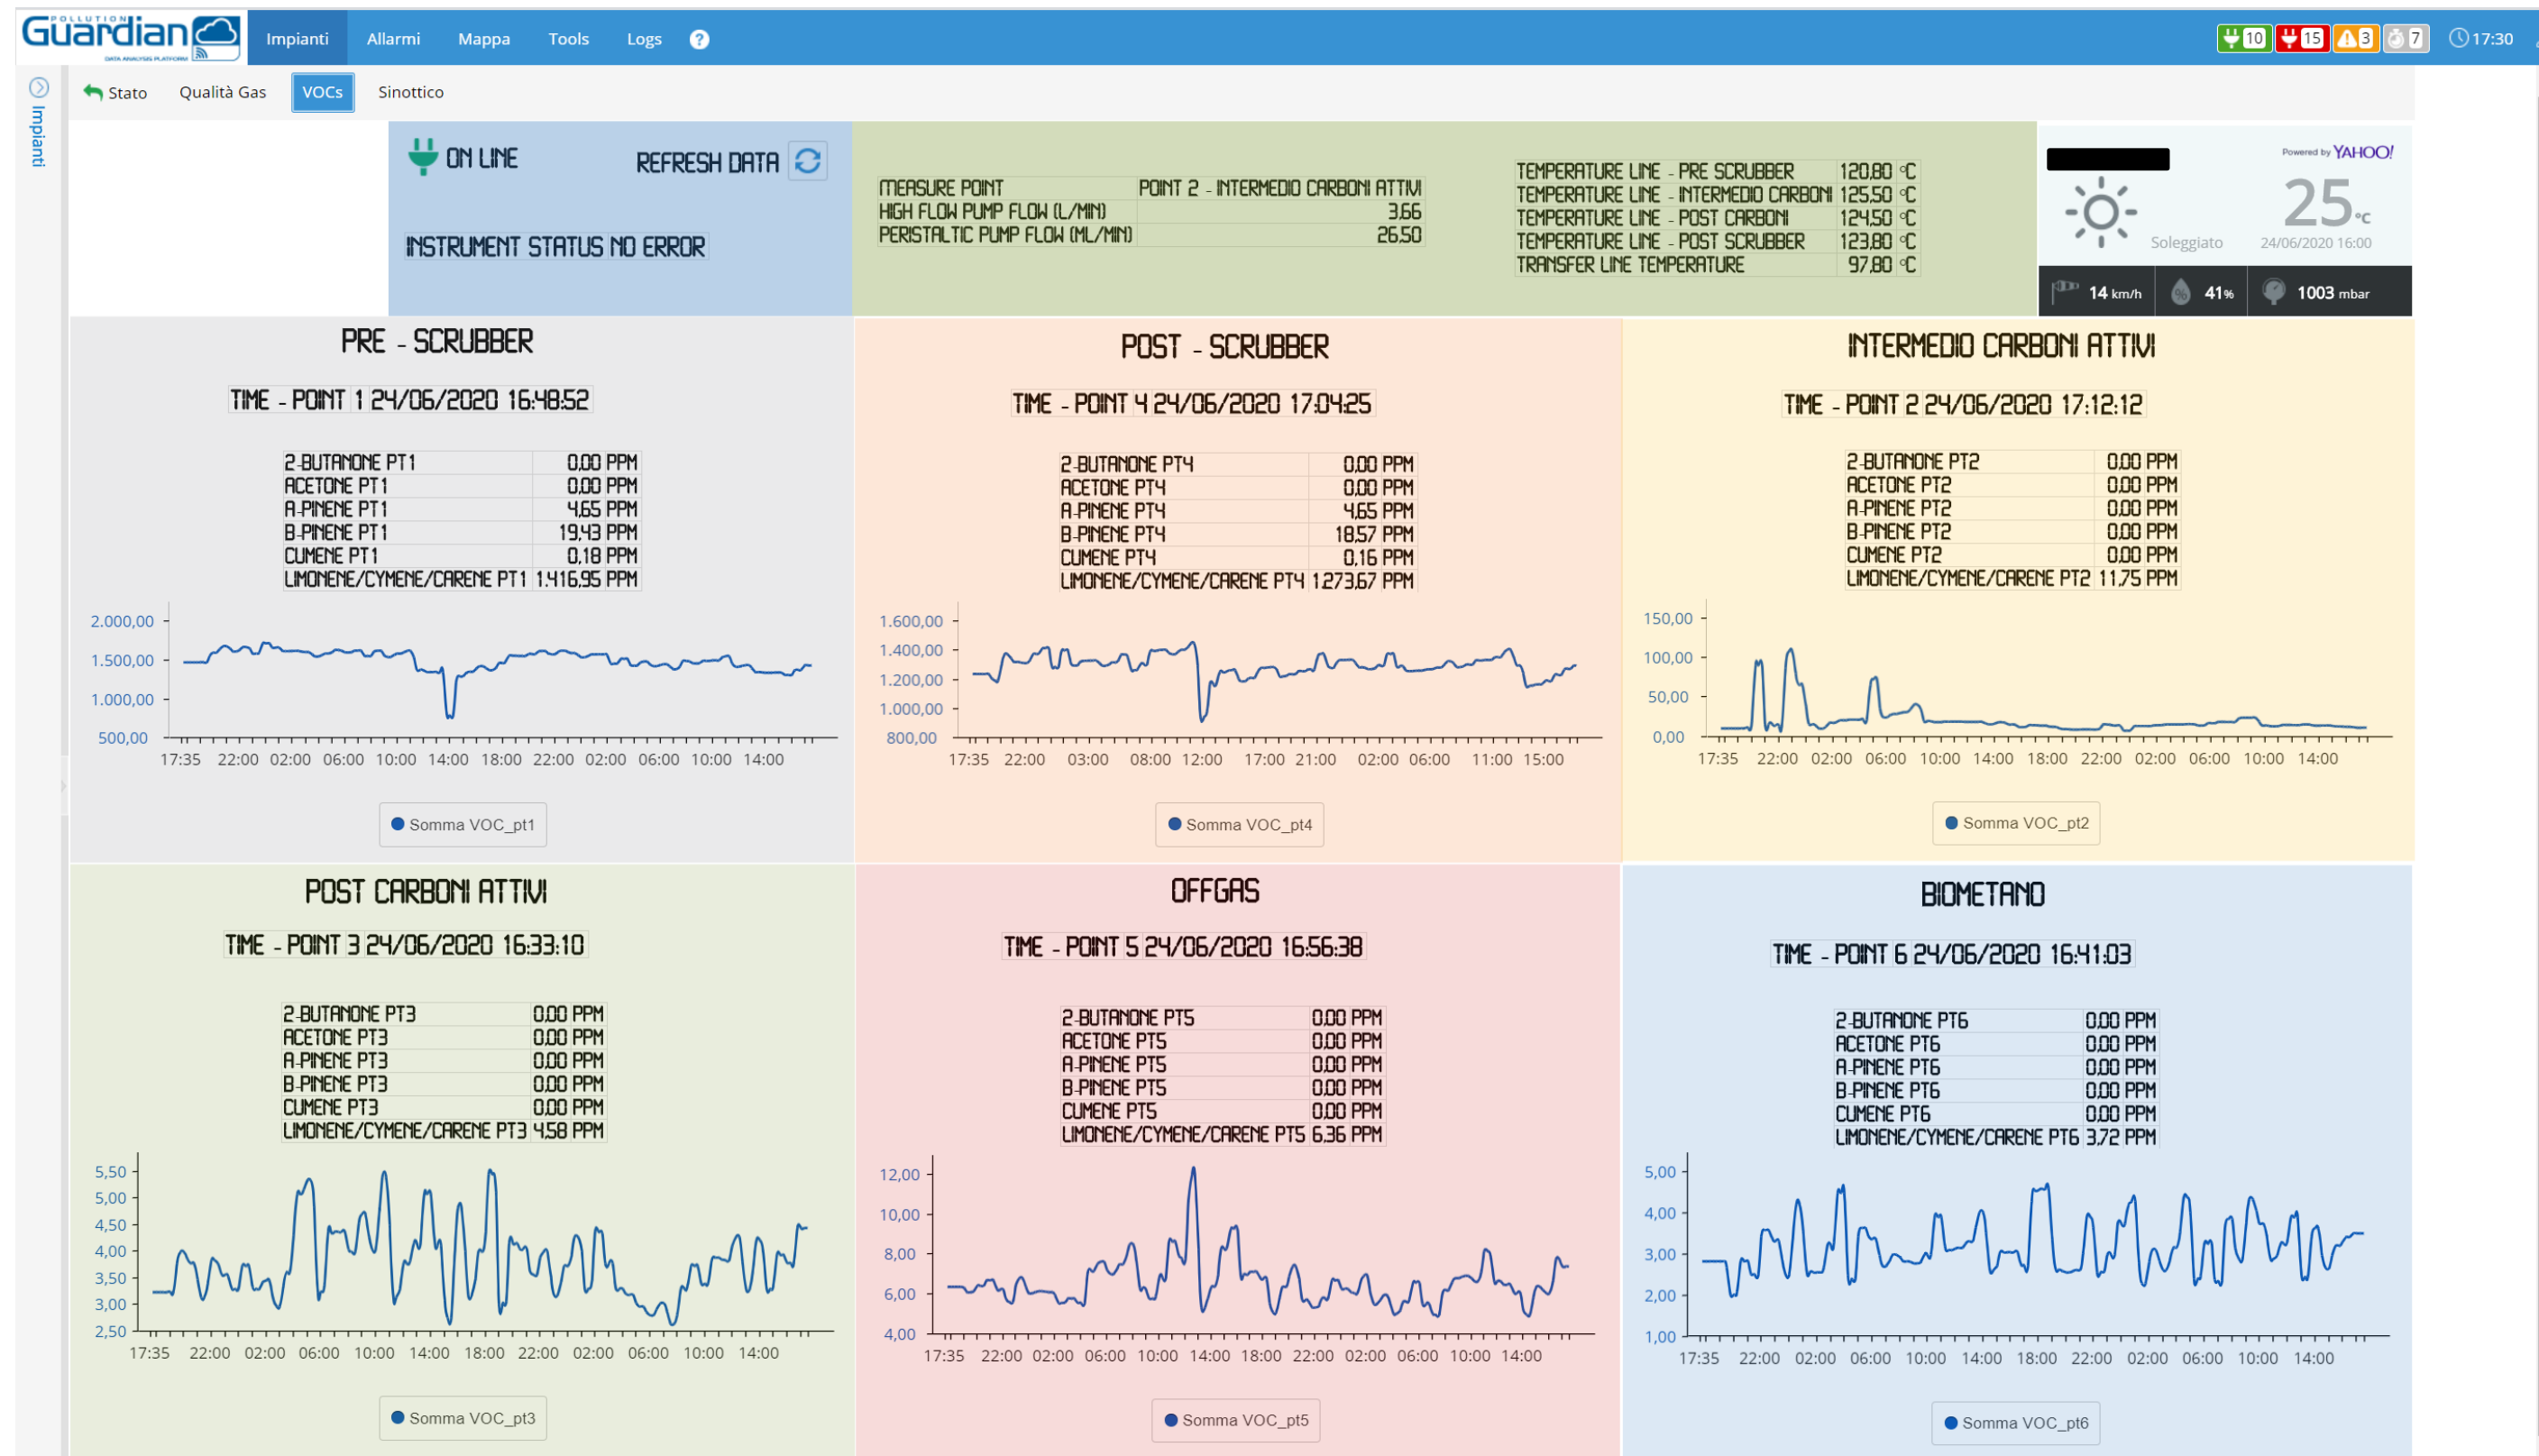 POLLUTION
Guardian
DATA ANALYSIS PLATFORM
Impianti Allarmi Mappa Tools Logs ?
10 15 3 7 17:30
Impianti
Stato Qualità Gas VOCs Sinottico
ON LINE REFRESH DATA
INSTRUMENT STATUS NO ERROR
MEASURE POINT POINT 2 - INTERMEDIO CARBONI ATTIVI
HIGH FLOW PUMP FLOW (L/MIN) 3,66
PERISTALTIC PUMP FLOW (ML/MIN) 26,50
TEMPERATURE LINE - PRE SCRUBBER 120,80 °C
TEMPERATURE LINE - INTERMEDIO CARBONI 125,50 °C
TEMPERATURE LINE - POST CARBONI 124,50 °C
TEMPERATURE LINE - POST SCRUBBER 123,80 °C
TRANSFER LINE TEMPERATURE 97,80 °C
Powered by YAHOO!
25 °C
Soleggiato 24/06/2020 16:00
14 km/h % 41% 1003 mbar
PRE - SCRUBBER
TIME - POINT 1 24/06/2020 16:48:52
2-BUTANONE PT1 0,00 PPM
ACETONE PT1 0,00 PPM
A-PINENE PT1 4,65 PPM
B-PINENE PT1 19,43 PPM
CUMENE PT1 0,18 PPM
LIMONENE/CYMENE/CARENE PT1 1.416,95 PPM
2.000,00
1.500,00
1.000,00
500,00
17:35 22:00 02:00 06:00 10:00 14:00 18:00 22:00 02:00 06:00 10:00 14:00
Somma VOC_pt1
POST - SCRUBBER
TIME - POINT 4 24/06/2020 17:04:25
2-BUTANONE PT4 0,00 PPM
ACETONE PT4 0,00 PPM
A-PINENE PT4 4,65 PPM
B-PINENE PT4 18,57 PPM
CUMENE PT4 0,16 PPM
LIMONENE/CYMENE/CARENE PT4 1.273,67 PPM
1.600,00
1.400,00
1.200,00
1.000,00
800,00
17:35 22:00 03:00 08:00 12:00 17:00 21:00 02:00 06:00 11:00 15:00
Somma VOC_pt4
INTERMEDIO CARBONI ATTIVI
TIME - POINT 2 24/06/2020 17:12:12
2-BUTANONE PT2 0,00 PPM
ACETONE PT2 0,00 PPM
A-PINENE PT2 0,00 PPM
B-PINENE PT2 0,00 PPM
CUMENE PT2 0,00 PPM
LIMONENE/CYMENE/CARENE PT2 11,75 PPM
150,00
100,00
50,00
0,00
17:35 22:00 02:00 06:00 10:00 14:00 18:00 22:00 02:00 06:00 10:00 14:00
Somma VOC_pt2
POST CARBONI ATTIVI
TIME - POINT 3 24/06/2020 16:33:10
2-BUTANONE PT3 0,00 PPM
ACETONE PT3 0,00 PPM
A-PINENE PT3 0,00 PPM
B-PINENE PT3 0,00 PPM
CUMENE PT3 0,00 PPM
LIMONENE/CYMENE/CARENE PT3 4,58 PPM
5,50
5,00
4,50
4,00
3,50
3,00
2,50
17:35 22:00 02:00 06:00 10:00 14:00 18:00 22:00 02:00 06:00 10:00 14:00
Somma VOC_pt3
OFFGAS
TIME - POINT 5 24/06/2020 16:56:38
2-BUTANONE PT5 0,00 PPM
ACETONE PT5 0,00 PPM
A-PINENE PT5 0,00 PPM
B-PINENE PT5 0,00 PPM
CUMENE PT5 0,00 PPM
LIMONENE/CYMENE/CARENE PT5 6,36 PPM
12,00
10,00
8,00
6,00
4,00
17:35 22:00 02:00 06:00 10:00 14:00 18:00 22:00 02:00 06:00 10:00 14:00
Somma VOC_pt5
BIOMETANO
TIME - POINT 6 24/06/2020 16:41:03
2-BUTANONE PT6 0,00 PPM
ACETONE PT6 0,00 PPM
A-PINENE PT6 0,00 PPM
B-PINENE PT6 0,00 PPM
CUMENE PT6 0,00 PPM
LIMONENE/CYMENE/CARENE PT6 3,72 PPM
5,00
4,00
3,00
2,00
1,00
17:35 22:00 02:00 06:00 10:00 14:00 18:00 22:00 02:00 06:00 10:00 14:00
Somma VOC_pt6